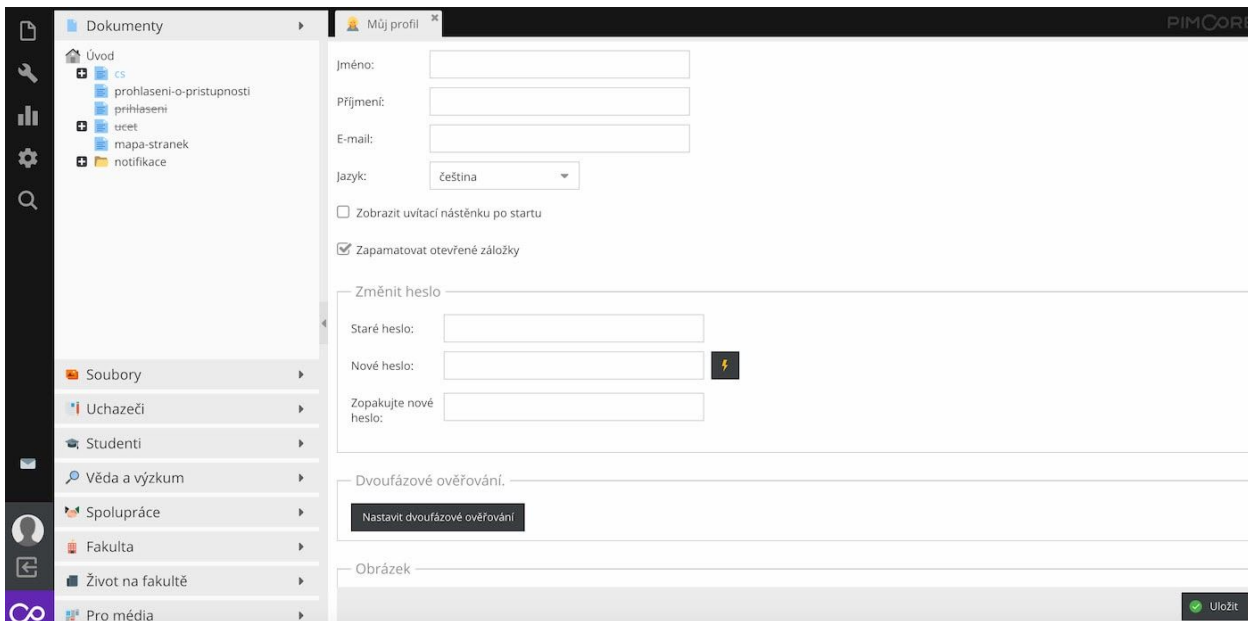 Dokumenty
Úvod
cs
prohlaseni-o-pristupnosti
prihlaseni
ucet
mapa-stranek
notifikace
Soubory
Uchazeči
Studenti
Věda a výzkum
Spolupráce
Fakulta
Život na fakultě
Pro média
Můj profil
PIMCORE
Jméno:
Příjmení:
E-mail:
Jazyk:
čeština
Zobrazit uvítací nástěnku po startu
Zapamatovat otevřené záložky
Změnit heslo
Staré heslo:
Nové heslo:
Zopakujte nové
heslo:
Dvoufázové ověřování.
Nastavit dvoufázové ověřování
Obrázek
Uložit